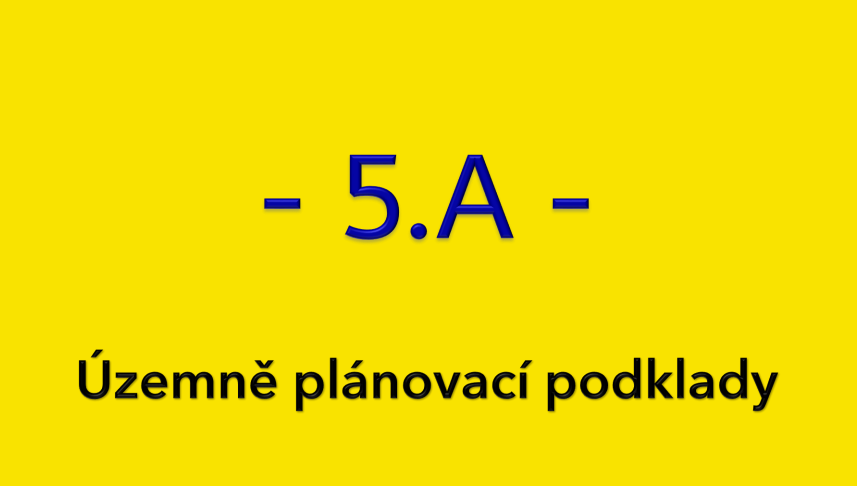 - 5.A -
Územně plánovací podklady